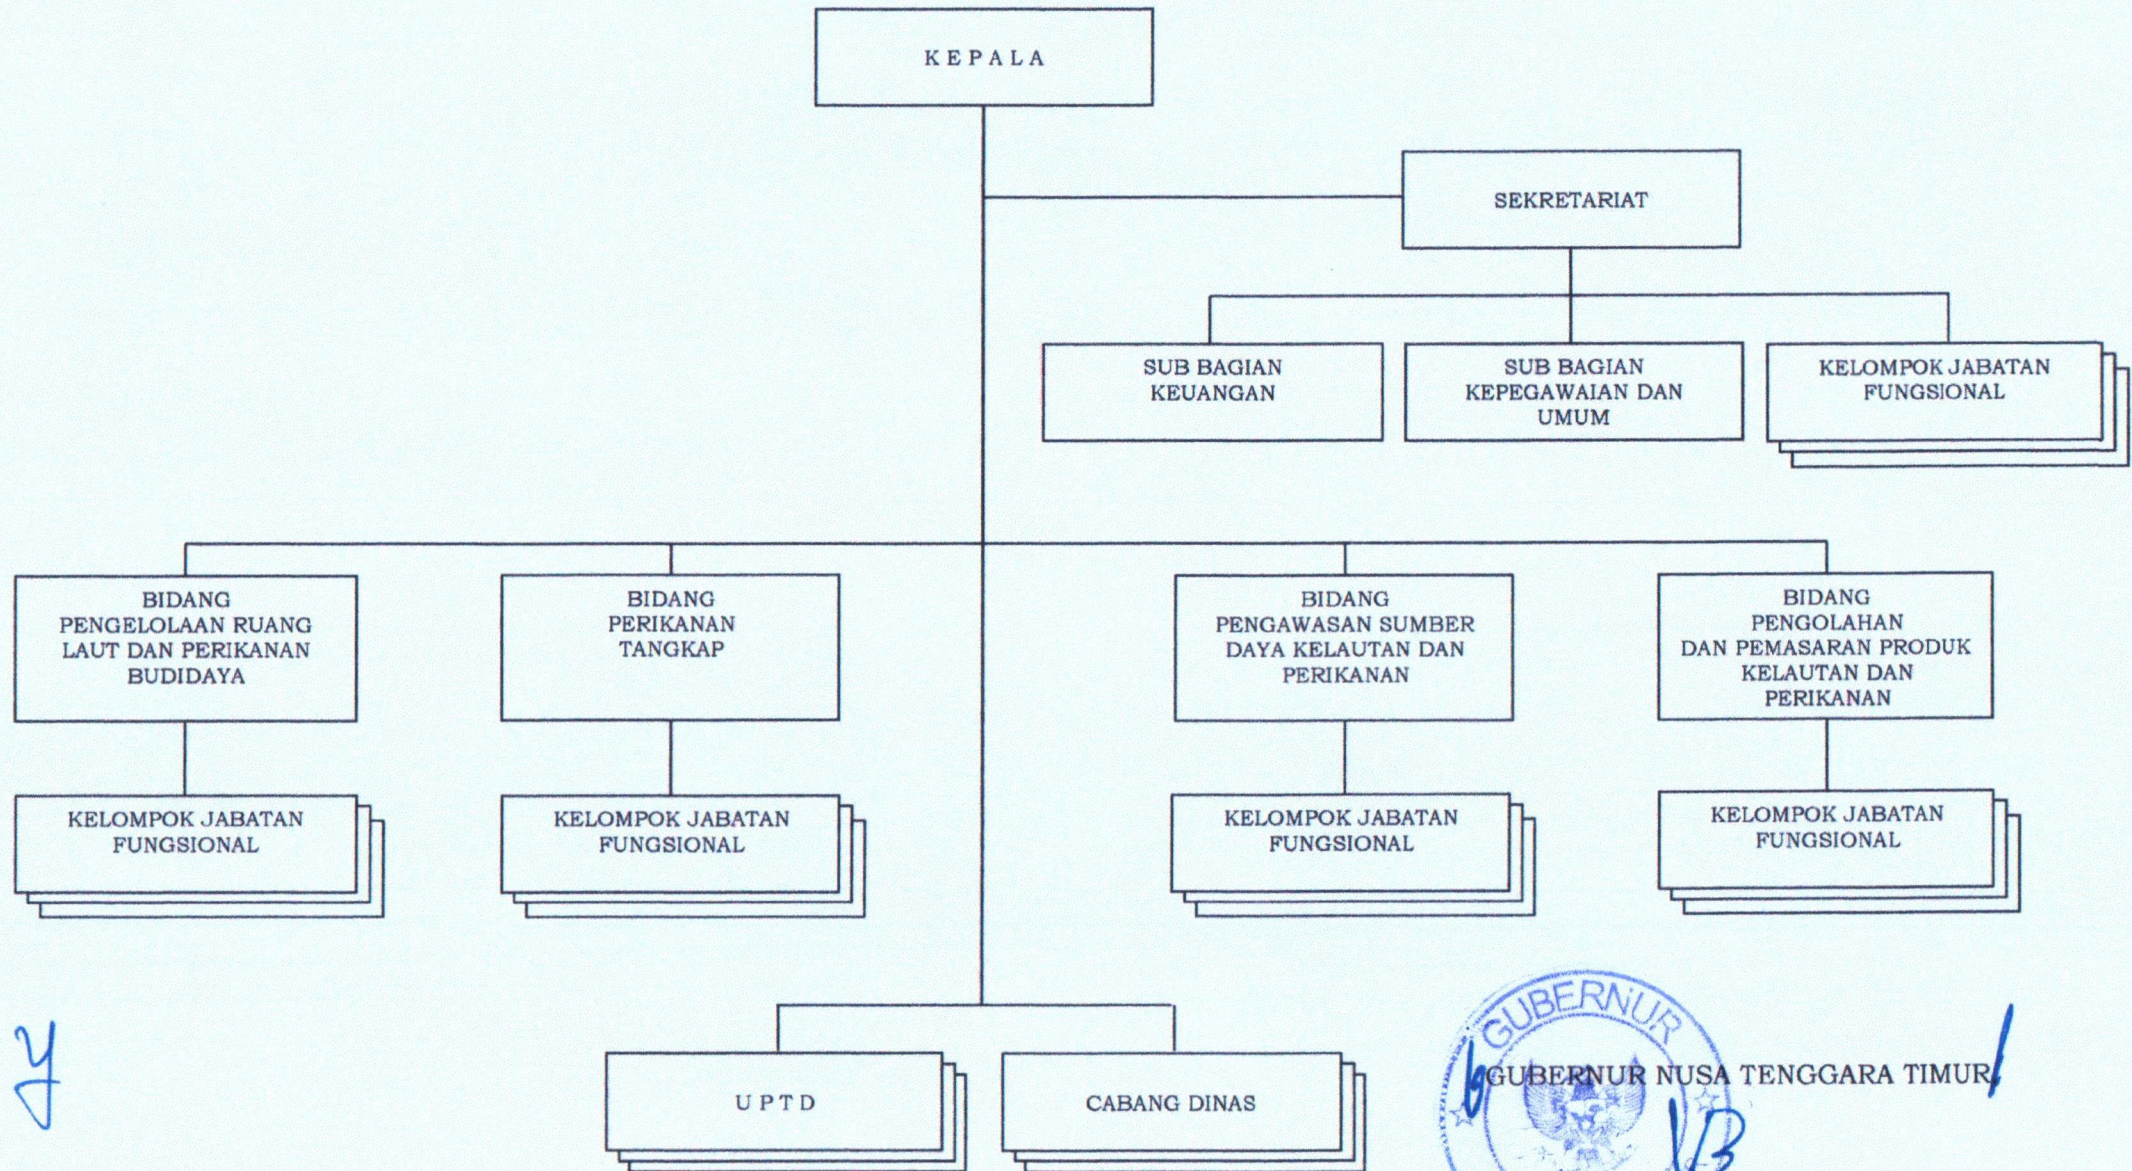 K E P A L A
SEKRETARIAT
SUB BAGIAN
KEUANGAN
SUB BAGIAN
KEPEGAWAIAN DAN
UMUM
KELOMPOK JABATAN
FUNGSIONAL
BIDANG
PENGELOLAAN RUANG
LAUT DAN PERIKANAN
BUDIDAYA
BIDANG
PERIKANAN
TANGKAP
BIDANG
PENGAWASAN SUMBER
DAYA KELAUTAN DAN
PERIKANAN
BIDANG
PENGOLAHAN
DAN PEMASARAN PRODUK
KELAUTAN DAN
PERIKANAN
KELOMPOK JABATAN
FUNGSIONAL
KELOMPOK JABATAN
FUNGSIONAL
KELOMPOK JABATAN
FUNGSIONAL
KELOMPOK JABATAN
FUNGSIONAL
U P T D
CABANG DINAS
GUBERNUR
GUBERNUR NUSA TENGGARA TIMUR